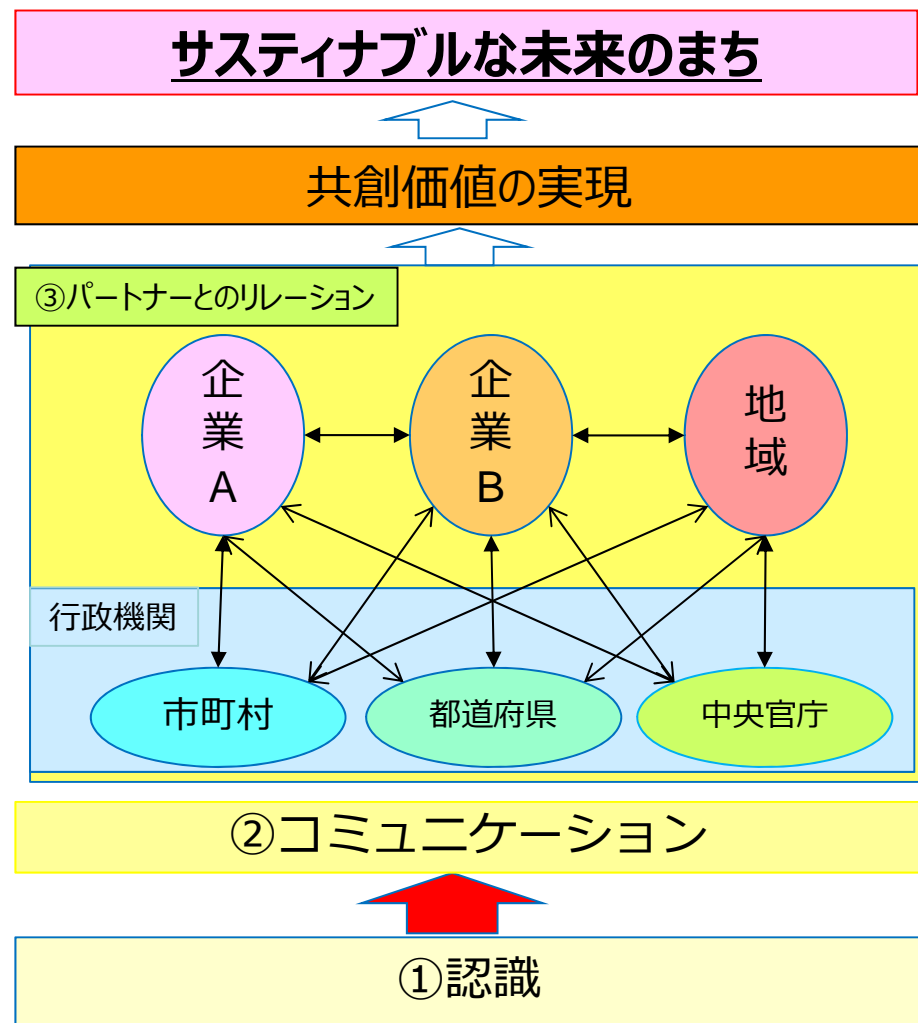 サスティナブルな未来のまち
共創価値の実現
③パートナーとのリレーション
企業A
企業B
地域
行政機関
市町村
都道府県
中央官庁
②コミュニケーション
①認識